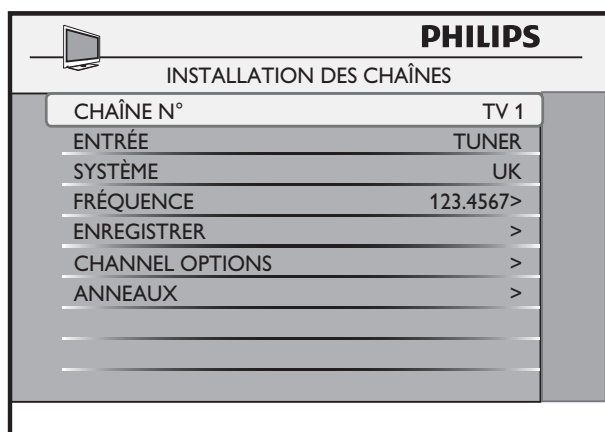 PHILIPS
INSTALLATION DES CHAÎNES
CHAÎNE N° TV 1
ENTRÉE TUNER
SYSTÈME UK
FRÉQUENCE 123.4567>
ENREGISTRER >
CHANNEL OPTIONS >
ANNEAUX >